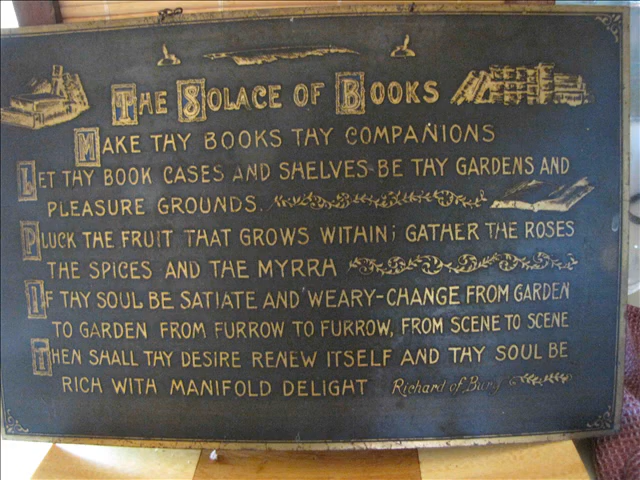 THE SOLACE OF BOOKS
MAKE THY BOOKS THY COMPANIONS
LET THY BOOK CASES AND SHELVES BE THY GARDENS AND
PLEASURE GROUNDS.
PLUCK THE FRUIT THAT GROWS WITHIN; GATHER THE ROSES
THE SPICES AND THE MYRRH
IF THY SOUL BE SATIATE AND WEARY-CHANGE FROM GARDEN
TO GARDEN FROM FURROW TO FURROW, FROM SCENE TO SCENE
THEN SHALL THY DESIRE RENEW ITSELF AND THY SOUL BE
RICH WITH MANIFOLD DELIGHT Richard of Bury